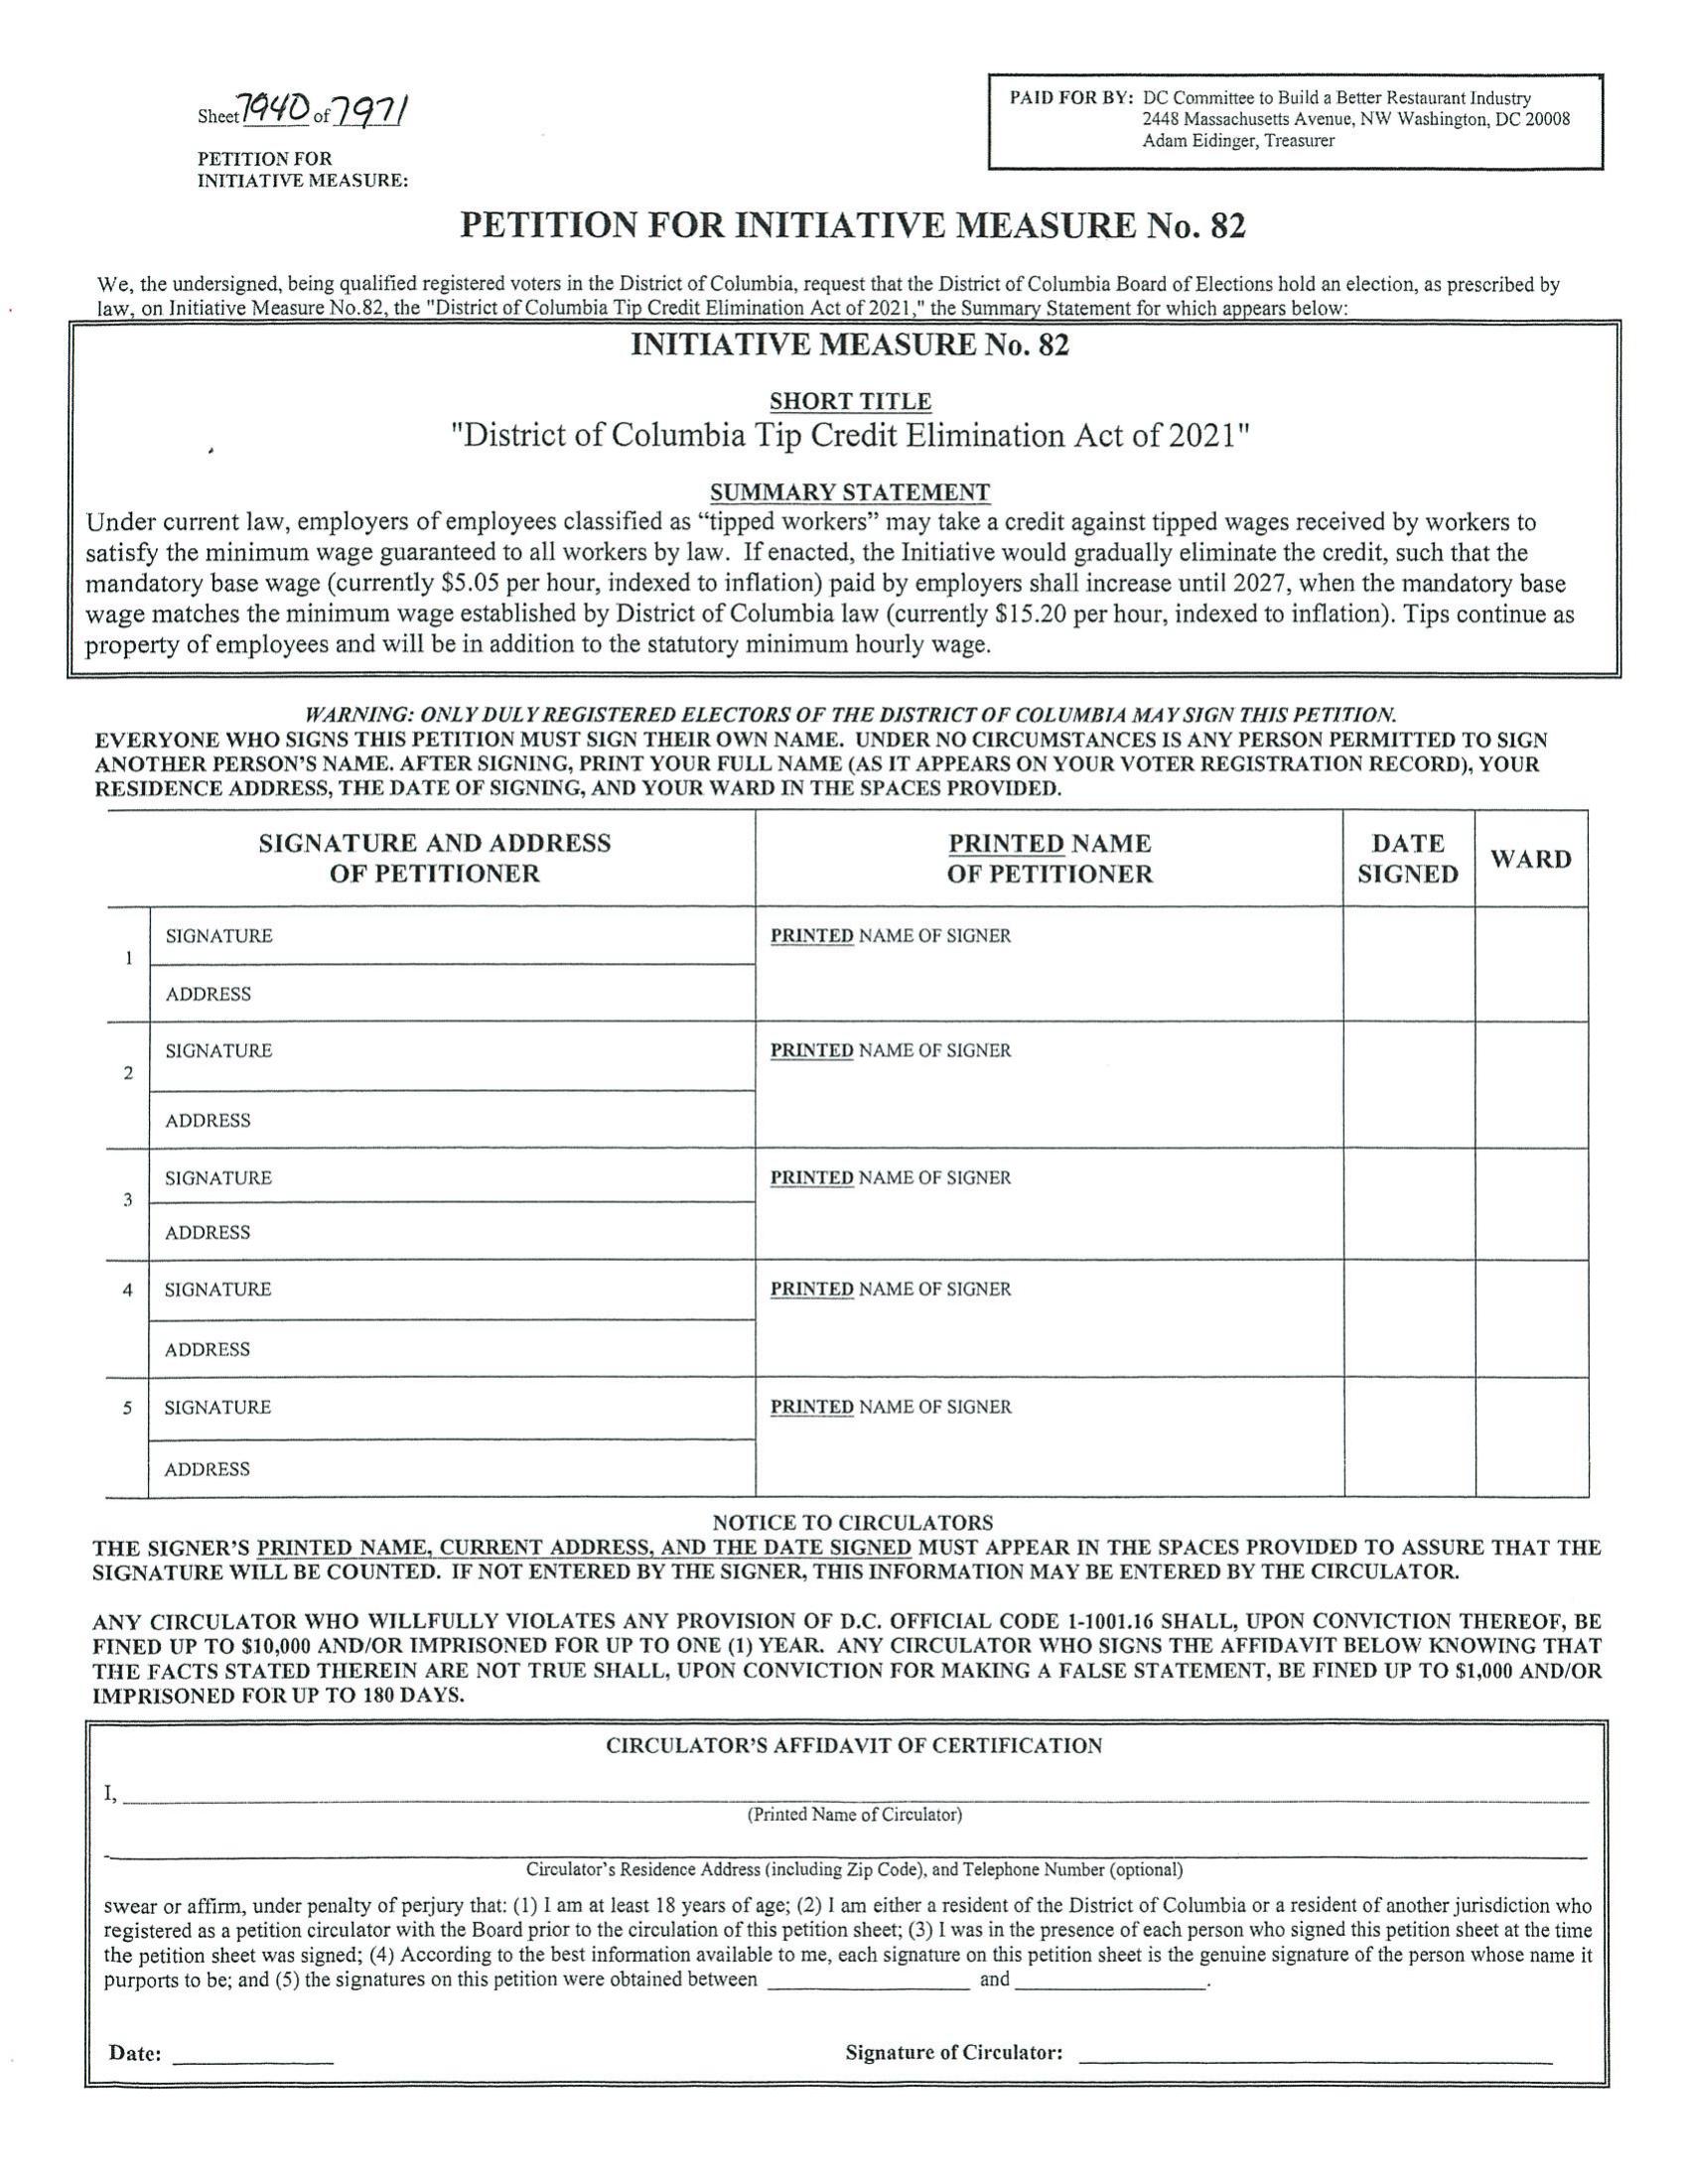 Sheet 7940 of 7971
PETITION FOR
INITIATIVE MEASURE:
PAID FOR BY: DC Committee to Build a Better Restaurant Industry
2448 Massachusetts Avenue, NW Washington, DC 20008
Adam Eidinger, Treasurer
PETITION FOR INITIATIVE MEASURE No. 82
We, the undersigned, being qualified registered voters in the District of Columbia, request that the District of Columbia Board of Elections hold an election, as prescribed by
law, on Initiative Measure No.82, the "District of Columbia Tip Credit Elimination Act of 2021," the Summary Statement for which appears below:
INITIATIVE MEASURE No. 82
SHORT TITLE
"District of Columbia Tip Credit Elimination Act of 2021"
SUMMARY STATEMENT
Under current law, employers of employees classified as “tipped workers” may take a credit against tipped wages received by workers to
satisfy the minimum wage guaranteed to all workers by law. If enacted, the Initiative would gradually eliminate the credit, such that the
mandatory base wage (currently $5.05 per hour, indexed to inflation) paid by employers shall increase until 2027, when the mandatory base
wage matches the minimum wage established by District of Columbia law (currently $15.20 per hour, indexed to inflation). Tips continue as
property of employees and will be in addition to the statutory minimum hourly wage.
WARNING: ONLY DULY REGISTERED ELECTORS OF THE DISTRICT OF COLUMBIA MAY SIGN THIS PETITION.
EVERYONE WHO SIGNS THIS PETITION MUST SIGN THEIR OWN NAME. UNDER NO CIRCUMSTANCES IS ANY PERSON PERMITTED TO SIGN
ANOTHER PERSON'S NAME. AFTER SIGNING, PRINT YOUR FULL NAME (AS IT APPEARS ON YOUR VOTER REGISTRATION RECORD), YOUR
RESIDENCE ADDRESS, THE DATE OF SIGNING, AND YOUR WARD IN THE SPACES PROVIDED.
SIGNATURE AND ADDRESS
OF PETITIONER
PRINTED NAME
OF PETITIONER
DATE
SIGNED
WARD
1
SIGNATURE
PRINTED NAME OF SIGNER
ADDRESS
2
SIGNATURE
PRINTED NAME OF SIGNER
ADDRESS
3
SIGNATURE
PRINTED NAME OF SIGNER
ADDRESS
4
SIGNATURE
PRINTED NAME OF SIGNER
ADDRESS
5
SIGNATURE
PRINTED NAME OF SIGNER
ADDRESS
NOTICE TO CIRCULATORS
THE SIGNER'S PRINTED NAME, CURRENT ADDRESS, AND THE DATE SIGNED MUST APPEAR IN THE SPACES PROVIDED TO ASSURE THAT THE
SIGNATURE WILL BE COUNTED. IF NOT ENTERED BY THE SIGNER, THIS INFORMATION MAY BE ENTERED BY THE CIRCULATOR.
ANY CIRCULATOR WHO WILLFULLY VIOLATES ANY PROVISION OF D.C. OFFICIAL CODE 1-1001.16 SHALL, UPON CONVICTION THEREOF, BE
FINED UP TO $10,000 AND/OR IMPRISONED FOR UP TO ONE (1) YEAR. ANY CIRCULATOR WHO SIGNS THE AFFIDAVIT BELOW KNOWING THAT
THE FACTS STATED THEREIN ARE NOT TRUE SHALL, UPON CONVICTION FOR MAKING A FALSE STATEMENT, BE FINED UP TO $1,000 AND/OR
IMPRISONED FOR UP TO 180 DAYS.
CIRCULATOR'S AFFIDAVIT OF CERTIFICATION
I,
(Printed Name of Circulator)
Circulator's Residence Address (including Zip Code), and Telephone Number (optional)
swear or affirm, under penalty of perjury that: (1) I am at least 18 years of age; (2) I am either a resident of the District of Columbia or a resident of another jurisdiction who
registered as a petition circulator with the Board prior to the circulation of this petition sheet; (3) I was in the presence of each person who signed this petition sheet at the time
the petition sheet was signed; (4) According to the best information available to me, each signature on this petition sheet is the genuine signature of the person whose name it
purports to be; and (5) the signatures on this petition were obtained between ____ and ____.
Date: ____ Signature of Circulator: ____